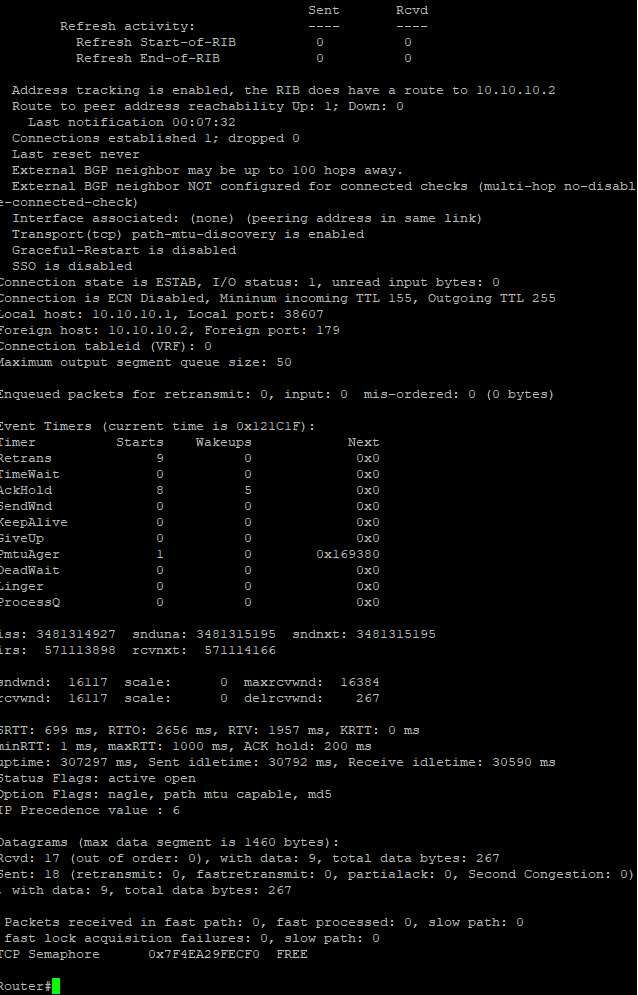 Sent       Rcvd
        Refresh activity:              ----       ----
          Refresh Start-of-RIB          0          0
          Refresh End-of-RIB            0          0
  Address tracking is enabled, the RIB does have a route to 10.10.10.2
  Route to peer address reachability Up: 1; Down: 0
    Last notification 00:07:32
  Connections established 1; dropped 0
  Last reset never
  External BGP neighbor may be up to 100 hops away.
  External BGP neighbor NOT configured for connected checks (multi-hop no-disabl
e-connected-check)
  Interface associated: (none) (peering address in same link)
  Transport(tcp) path-mtu-discovery is enabled
  Graceful-Restart is disabled
  SSO is disabled
Connection state is ESTAB, I/O status: 1, unread input bytes: 0
Connection is ECN Disabled, Mininum incoming TTL 155, Outgoing TTL 255
Local host: 10.10.10.1, Local port: 38607
Foreign host: 10.10.10.2, Foreign port: 179
Connection tableid (VRF): 0
Maximum output segment queue size: 50
Enqueued packets for retransmit: 0, input: 0  mis-ordered: 0 (0 bytes)
Event Timers (current time is 0x121C1F):
Timer          Starts    Wakeups            Next
Retrans             9          0             0x0
TimeWait            0          0             0x0
AckHold             8          5             0x0
SendWnd             0          0             0x0
KeepAlive           0          0             0x0
GiveUp              0          0             0x0
PmtuAger            1          0        0x169380
DeadWait            0          0             0x0
Linger              0          0             0x0
ProcessQ            0          0             0x0
iss: 3481314927  snduna: 3481315195  sndnxt: 3481315195
irs:  571113898  rcvnxt:  571114166
sndwnd:  16117  scale:      0  maxrcvwnd:  16384
rcvwnd:  16117  scale:      0  delrcvwnd:    267
SRTT: 699 ms, RTTO: 2656 ms, RTV: 1957 ms, KRTT: 0 ms
minRTT: 1 ms, maxRTT: 1000 ms, ACK hold: 200 ms
uptime: 307297 ms, Sent idletime: 30792 ms, Receive idletime: 30590 ms
Status Flags: active open
Option Flags: nagle, path mtu capable, md5
IP Precedence value : 6
Datagrams (max data segment is 1460 bytes):
Rcvd: 17 (out of order: 0), with data: 9, total data bytes: 267
Sent: 18 (retransmit: 0, fastretransmit: 0, partialack: 0, Second Congestion: 0)
, with data: 9, total data bytes: 267
 Packets received in fast path: 0, fast processed: 0, slow path: 0
 fast lock acquisition failures: 0, slow path: 0
TCP Semaphore      0x7F4EA29FECF0  FREE
Router#